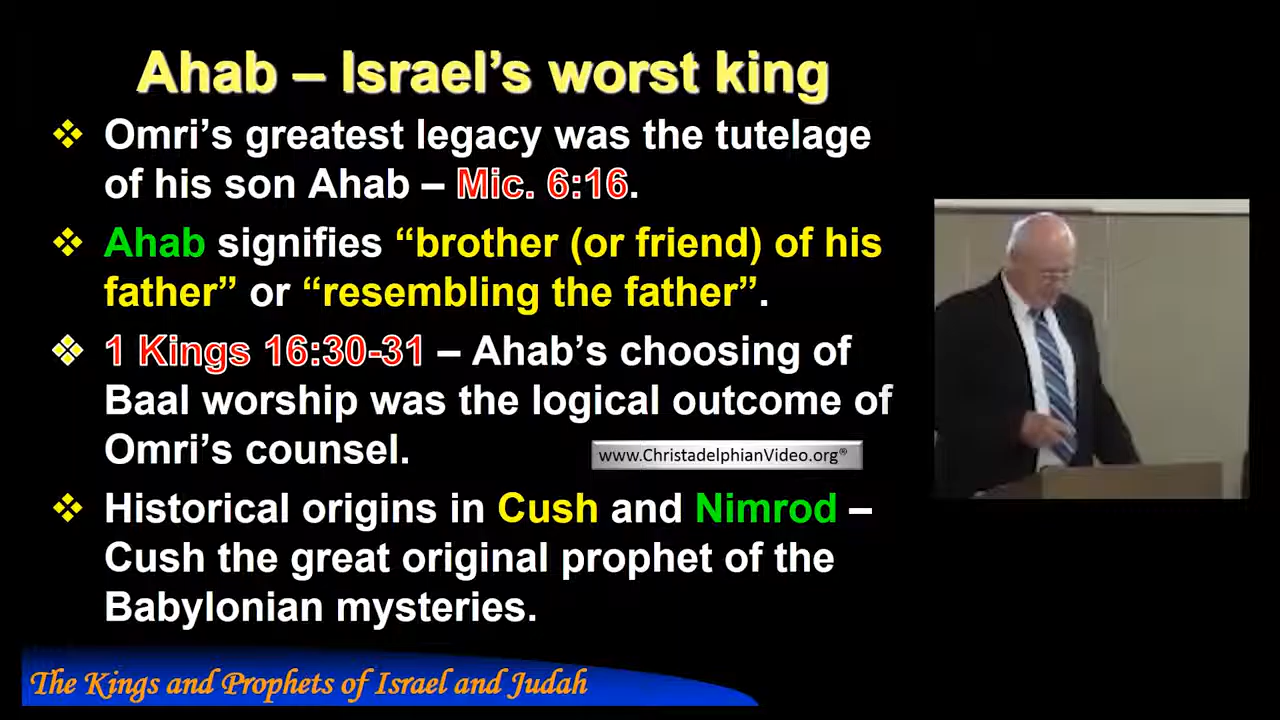 Ahab – Israel's worst king
❖ Omri's greatest legacy was the tutelage
of his son Ahab – Mic. 6:16.
❖ Ahab signifies “brother (or friend) of his
father” or “resembling the father”.
❖ 1 Kings 16:30-31 – Ahab's choosing of
Baal worship was the logical outcome of
Omri's counsel.
www.ChristadelphianVideo.org®
❖ Historical origins in Cush and Nimrod –
Cush the great original prophet of the
Babylonian mysteries.
The Kings and Prophets of Israel and Judah